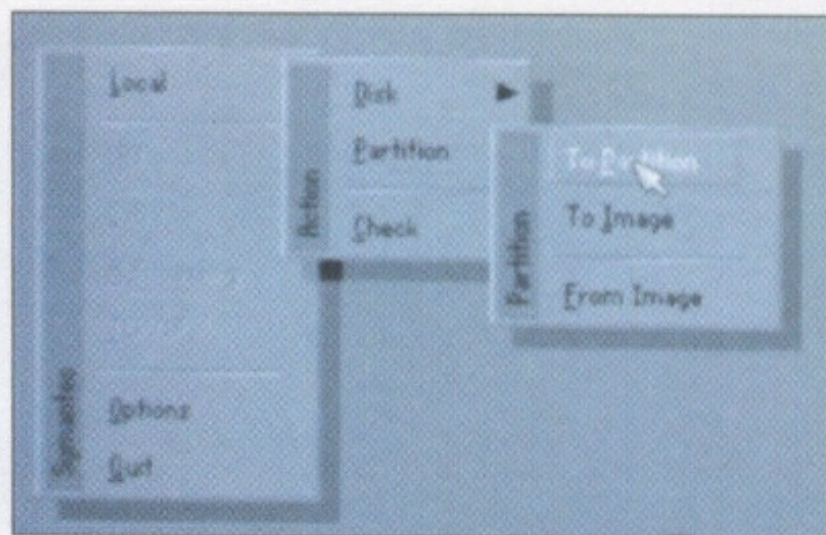 Local
Options
Quit
Symantec
Disk
Partition
Check
Action
To Partition
To Image
From Image
Partition